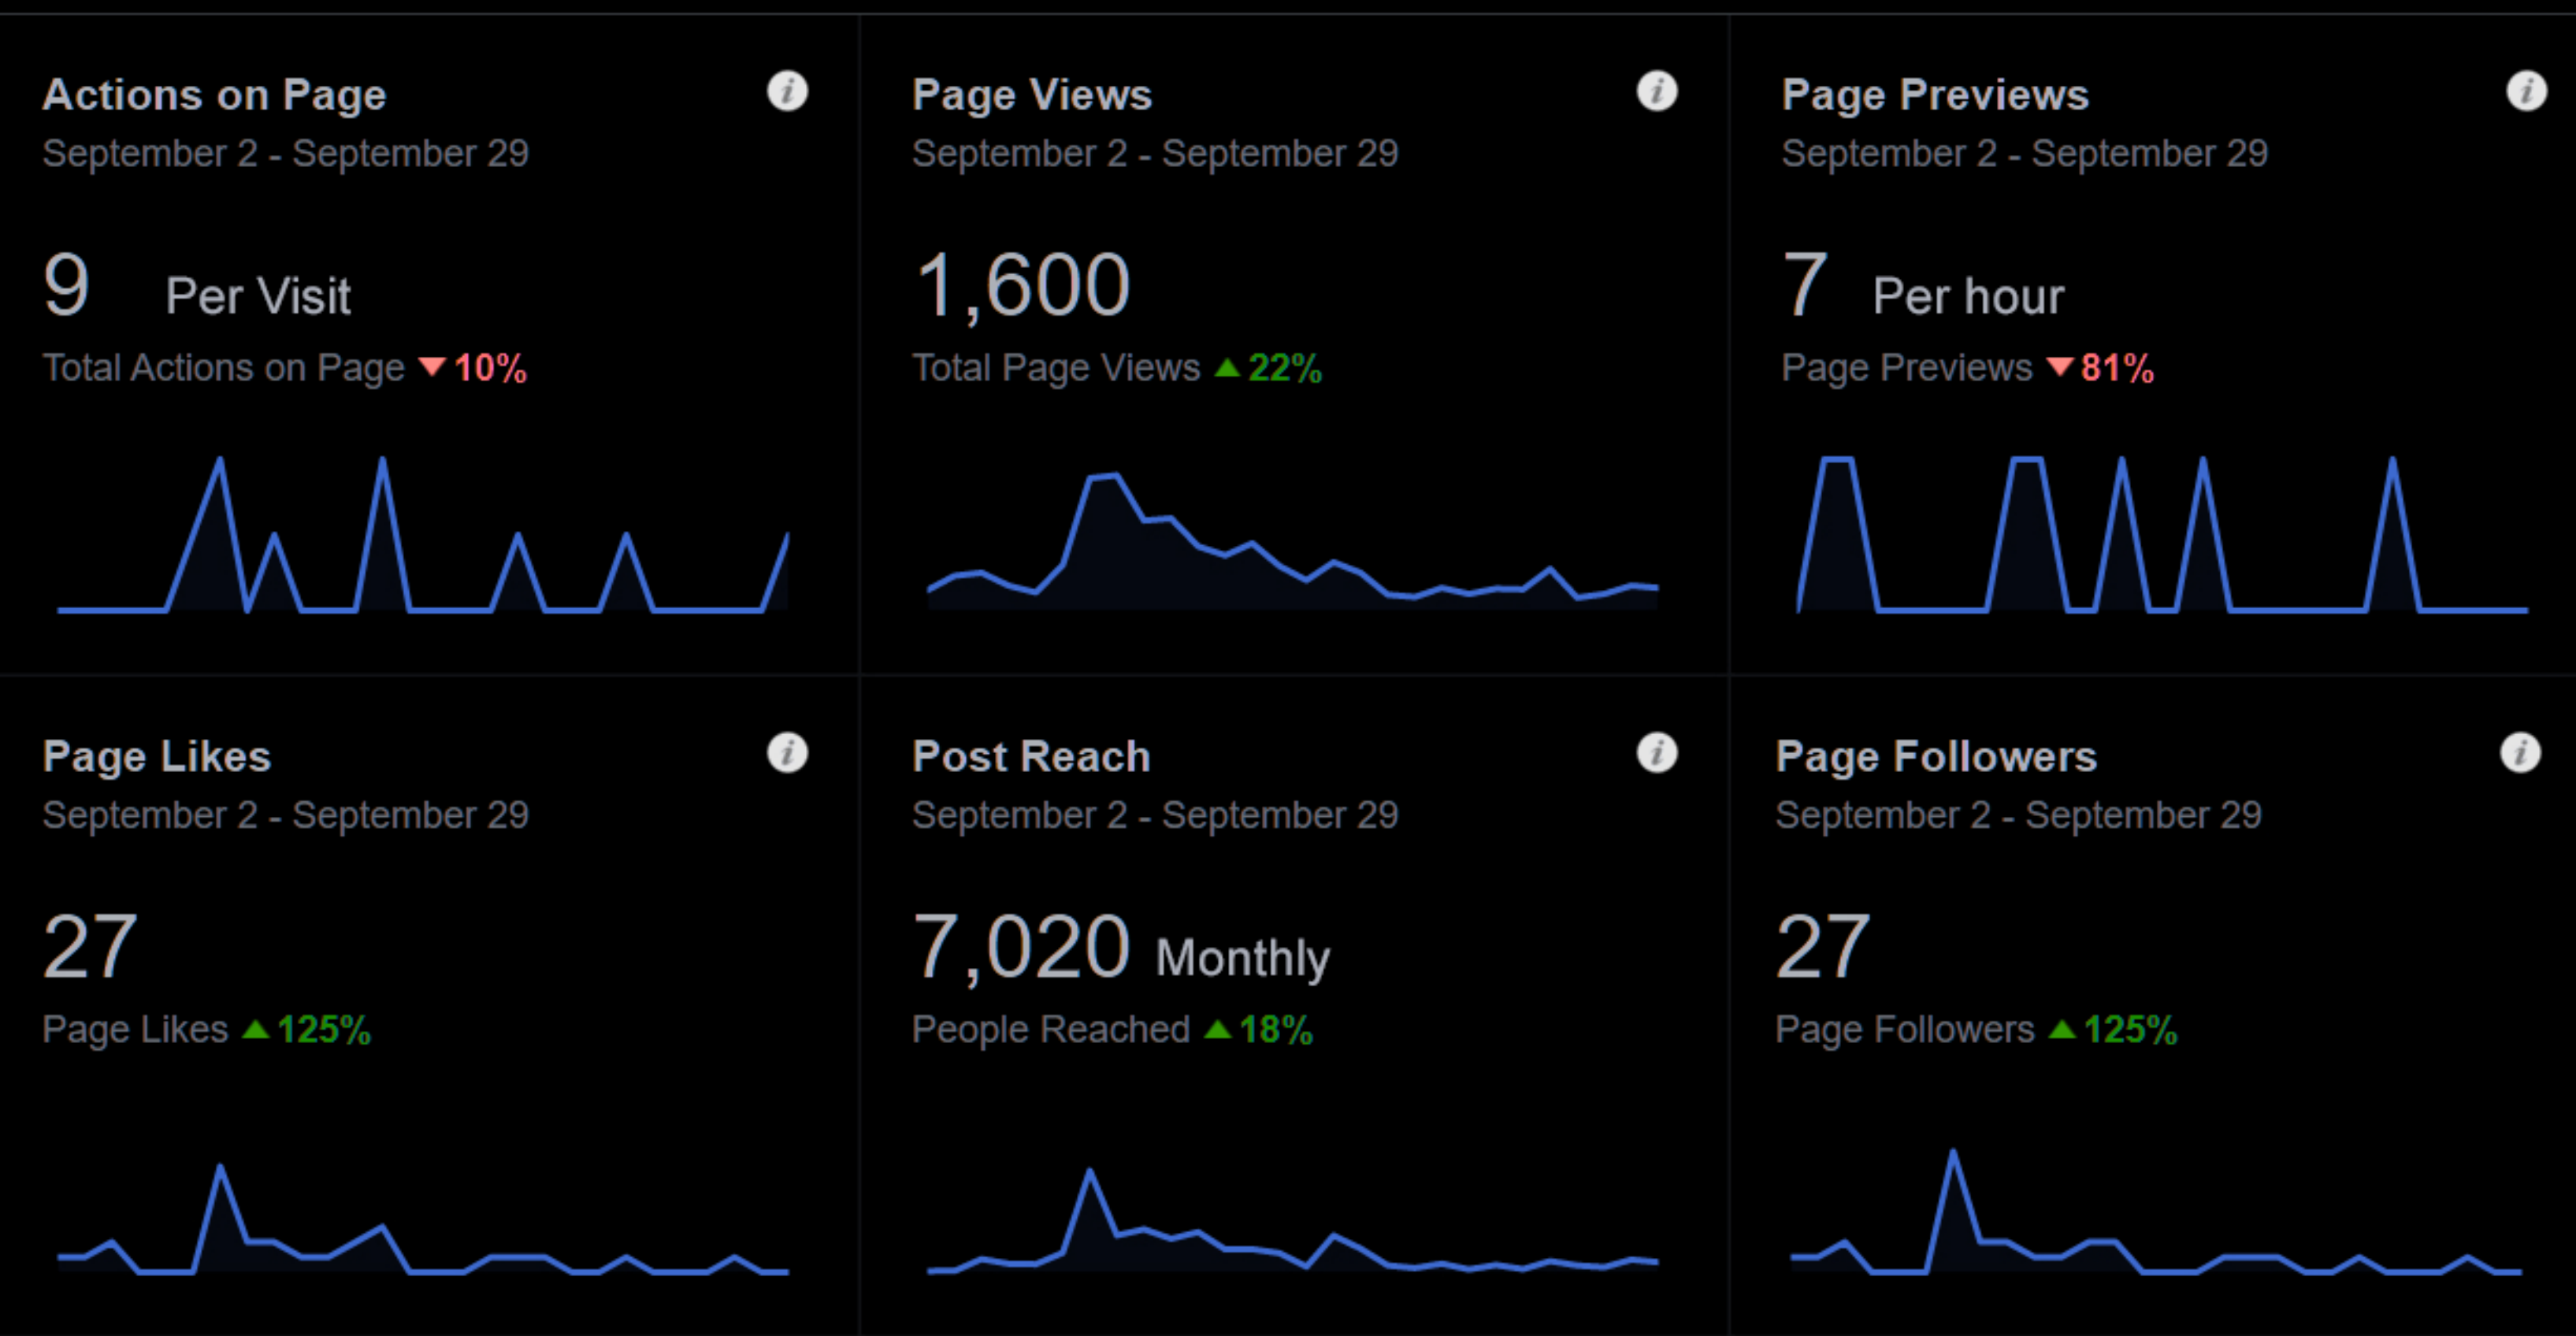 Actions on Page
September 2 - September 29
9 Per Visit
Total Actions on Page ▼ 10%
Page Views
September 2 - September 29
1,600
Total Page Views ▲ 22%
Page Previews
September 2 - September 29
7 Per hour
Page Previews ▼ 81%
Page Likes
September 2 - September 29
27
Page Likes ▲ 125%
Post Reach
September 2 - September 29
7,020 Monthly
People Reached ▲ 18%
Page Followers
September 2 - September 29
27
Page Followers ▲ 125%